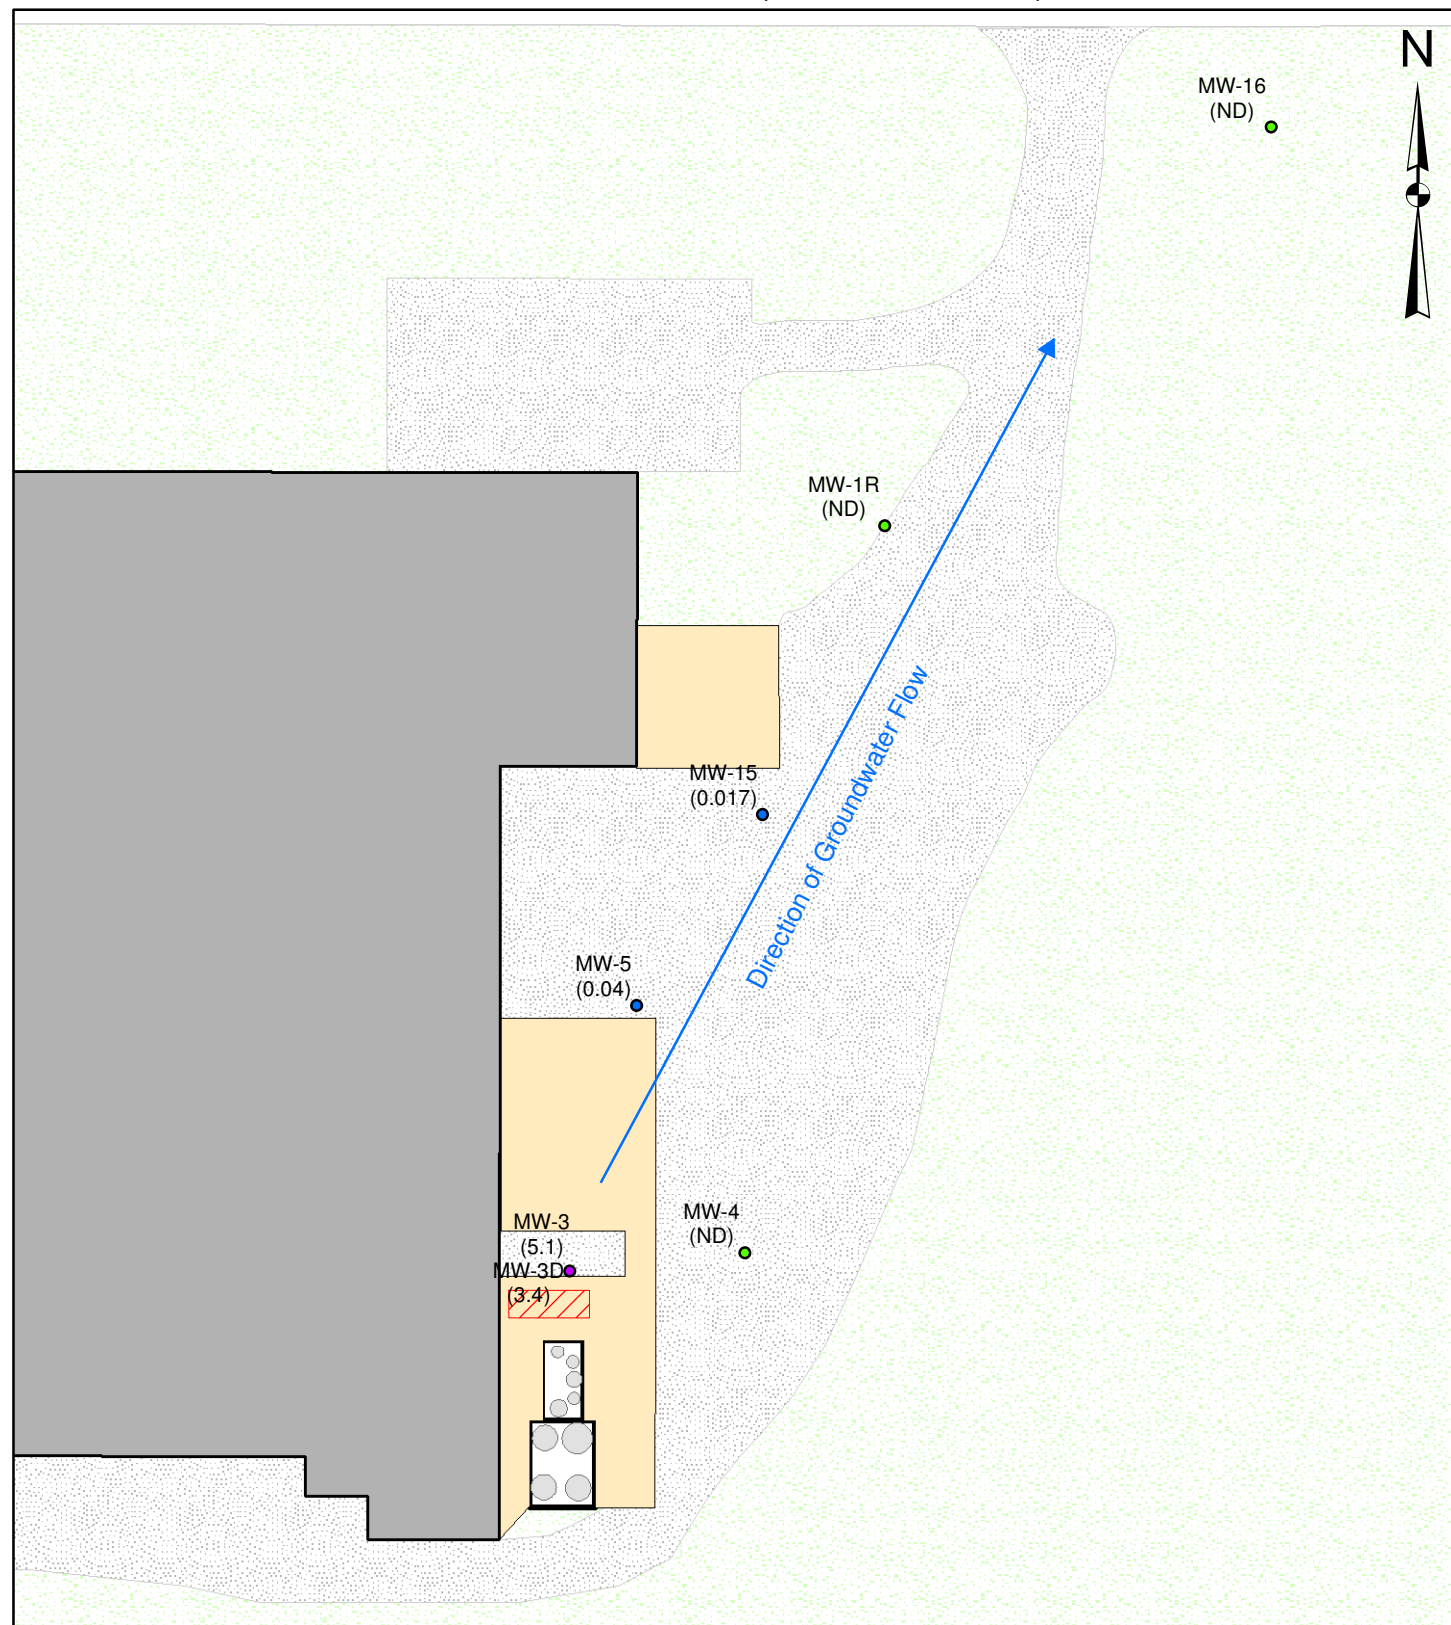 N
MW-16
(ND)
MW-1R
(ND)
Direction of Groundwater Flow
MW-15
(0.017)
MW-5
(0.04)
MW-4
(ND)
MW-3
(5.1)
MW-3D
(3.4)